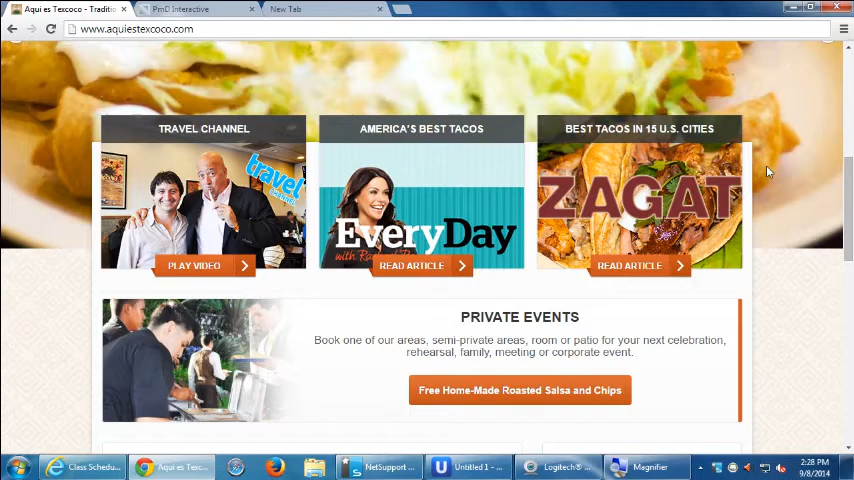 Aqui es Texcoco - Traditio
PmD Interactive
New Tab
www.aquiestexcoco.com
TRAVEL CHANNEL
AMERICA'S BEST TACOS
BEST TACOS IN 15 U.S. CITIES
travel
EveryDay
ZAGAT
PLAY VIDEO
READ ARTICLE
READ ARTICLE
PRIVATE EVENTS
Book one of our areas, semi-private areas, room or patio for your next celebration,
rehearsal, family, meeting or corporate event.
Free Home-Made Roasted Salsa and Chips
Class Schedu...
Aqui es Texc...
NetSupport ...
Untitled 1 - ...
Logitech® ...
Magnifier
2:28 PM
9/8/2014